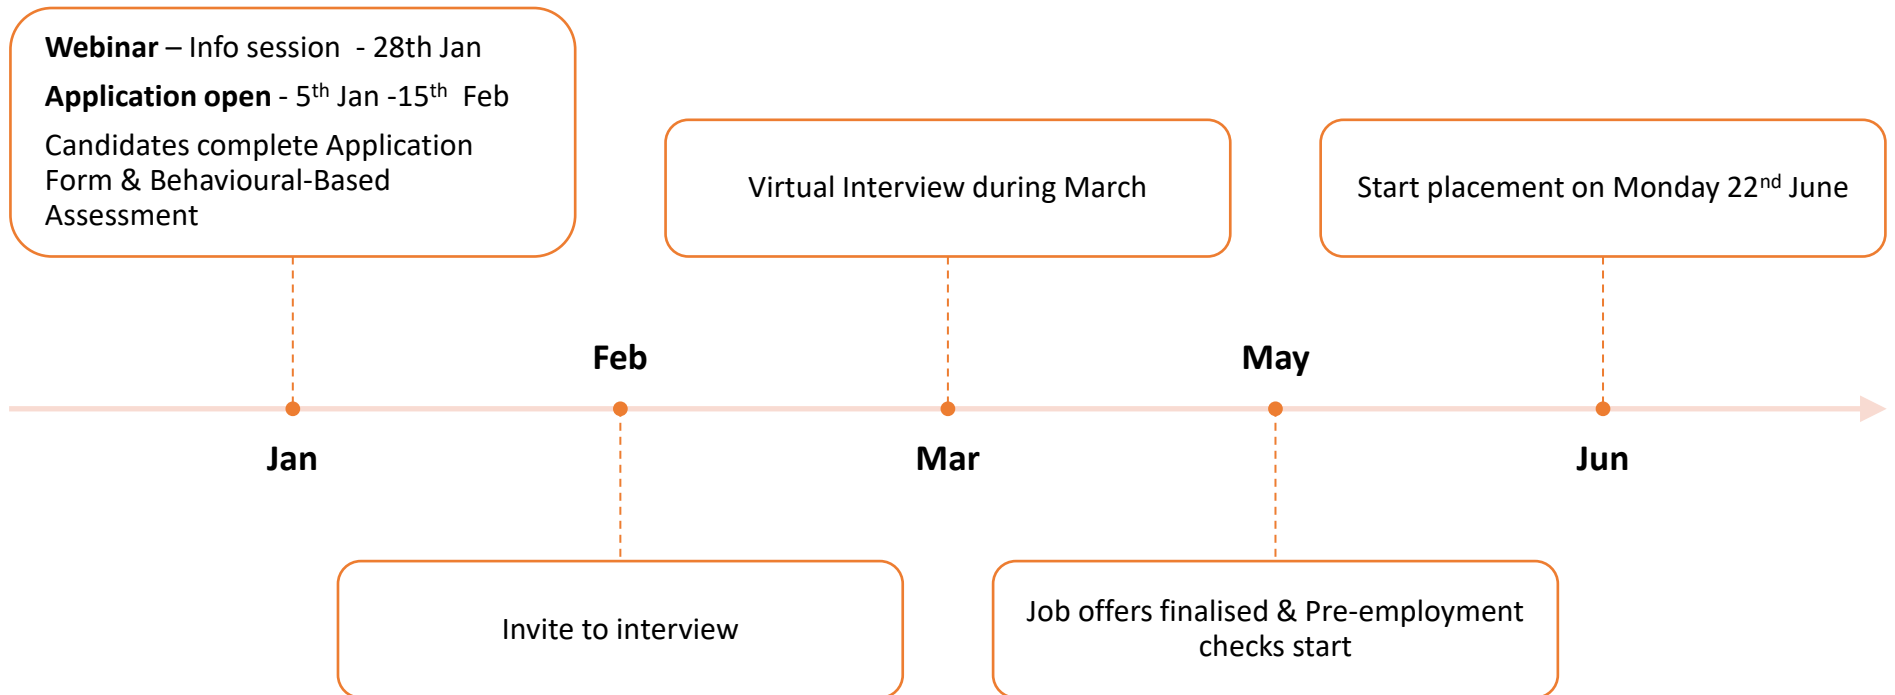 Webinar – Info session - 28th Jan
Application open - 5th Jan -15th Feb
Candidates complete Application
Form & Behavioural-Based
Assessment
Virtual Interview during March
Start placement on Monday 22nd June
Feb
May
Jan
Mar
Jun
Invite to interview
Job offers finalised & Pre-employment
checks start